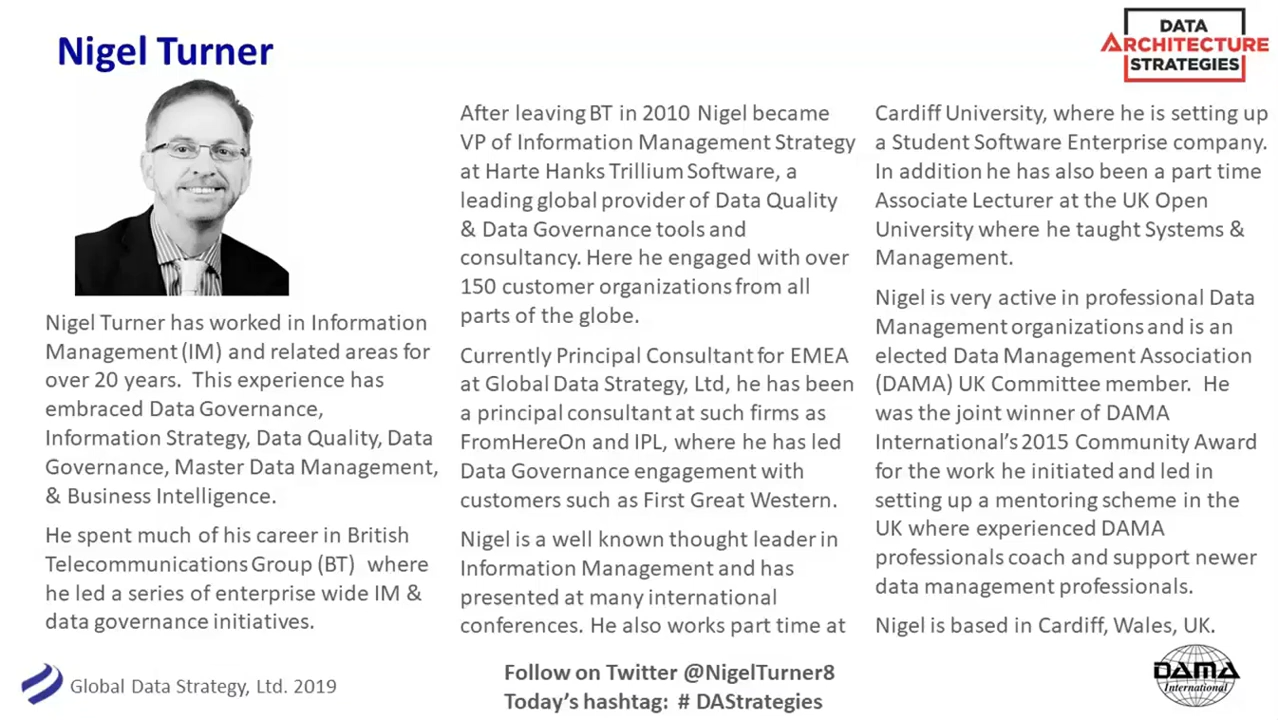 Nigel Turner
DATA
ARCHITECTURE
STRATEGIES
Nigel Turner has worked in Information
Management (IM) and related areas for
over 20 years. This experience has
embraced Data Governance,
Information Strategy, Data Quality, Data
Governance, Master Data Management,
& Business Intelligence.
He spent much of his career in British
Telecommunications Group (BT) where
he led a series of enterprise wide IM &
data governance initiatives.
After leaving BT in 2010 Nigel became
VP of Information Management Strategy
at Harte Hanks Trillium Software, a
leading global provider of Data Quality
& Data Governance tools and
consultancy. Here he engaged with over
150 customer organizations from all
parts of the globe.
Currently Principal Consultant for EMEA
at Global Data Strategy, Ltd, he has been
a principal consultant at such firms as
FromHereOn and IPL, where he has led
Data Governance engagement with
customers such as First Great Western.
Nigel is a well known thought leader in
Information Management and has
presented at many international
conferences. He also works part time at
Cardiff University, where he is setting up
a Student Software Enterprise company.
In addition he has also been a part time
Associate Lecturer at the UK Open
University where he taught Systems &
Management.
Nigel is very active in professional Data
Management organizations and is an
elected Data Management Association
(DAMA) UK Committee member. He
was the joint winner of DAMA
International's 2015 Community Award
for the work he initiated and led in
setting up a mentoring scheme in the
UK where experienced DAMA
professionals coach and support newer
data management professionals.
Nigel is based in Cardiff, Wales, UK.
Global Data Strategy, Ltd. 2019
Follow on Twitter @NigelTurner8
Today's hashtag: # DAStrategies
DAMA
International